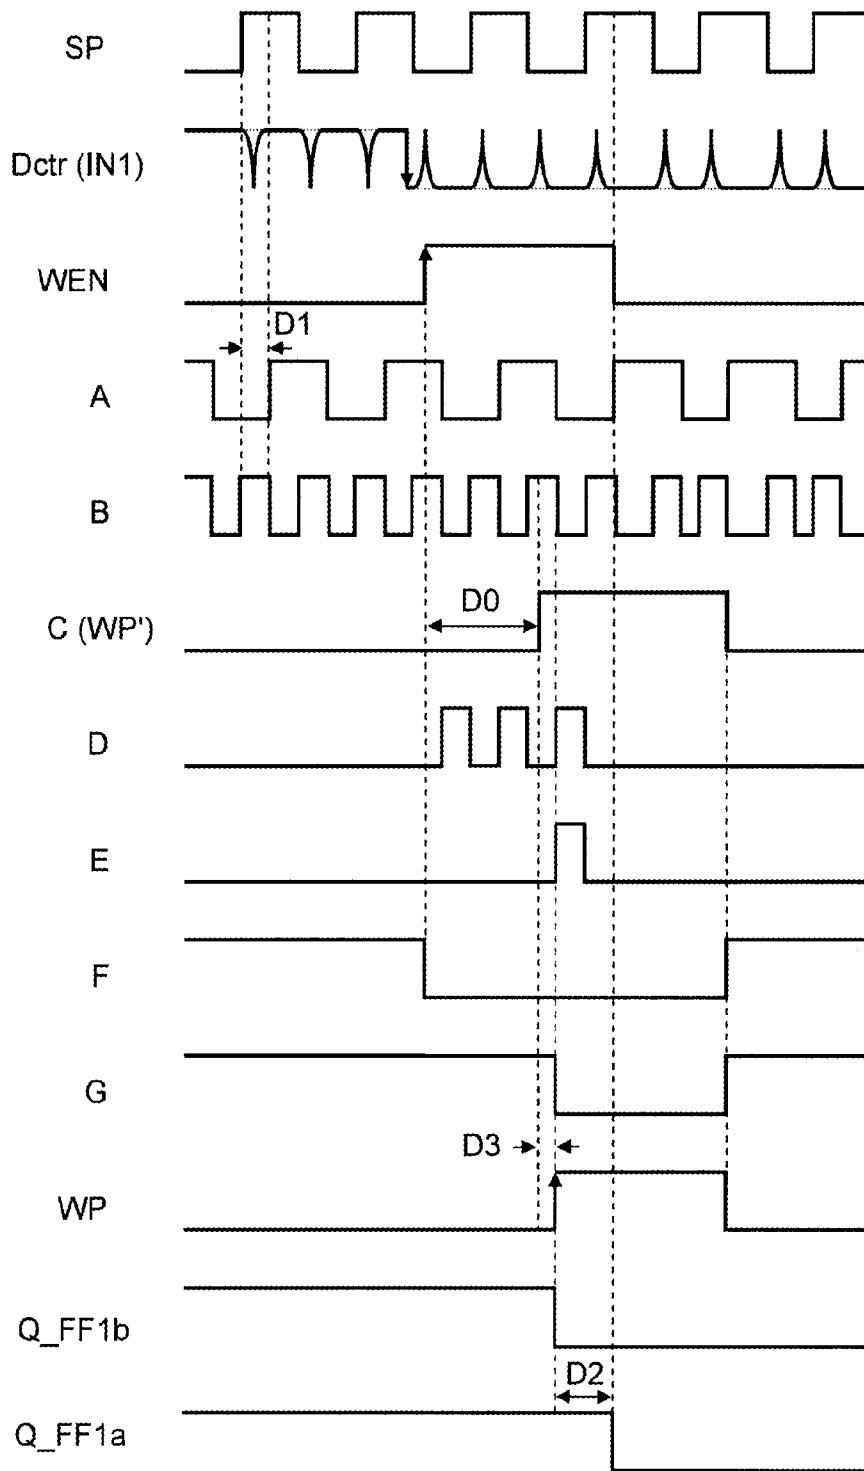 SP
Dctr (IN1)
WEN
D1
A
B
D0
C (WP')
D
E
F
G
D3
WP
Q_FF1b
D2
Q_FF1a